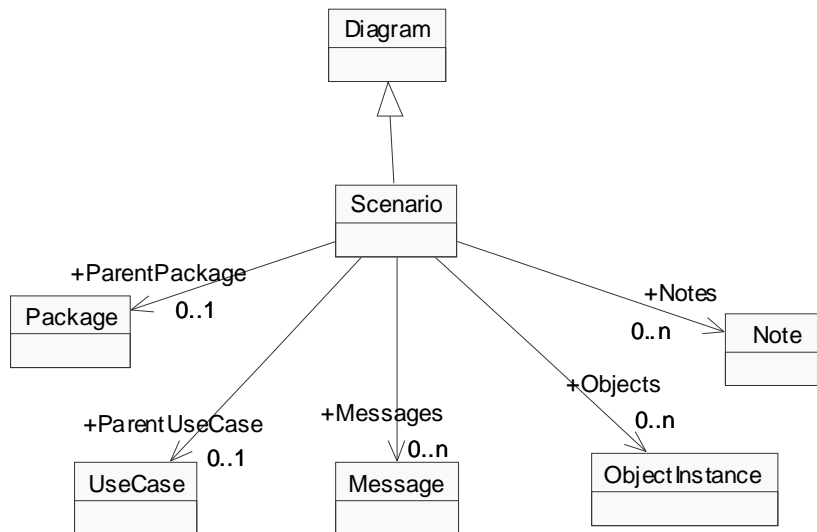 Diagram
Scenario
+ParentPackage
0..1
Package
+Notes
0..n
Note
+ParentUseCase
0..1
UseCase
+Messages
0..n
Message
+Objects
0..n
ObjectInstance